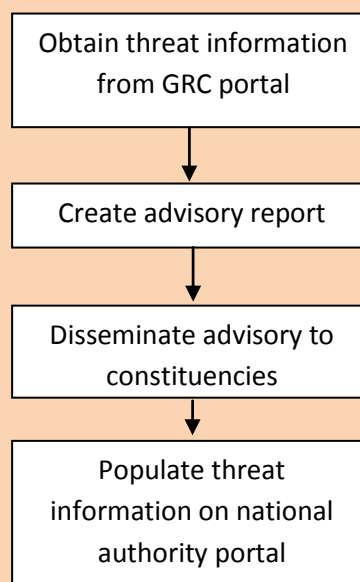 Obtain threat information
from GRC portal
Create advisory report
Disseminate advisory to
constituencies
Populate threat
information on national
authority portal